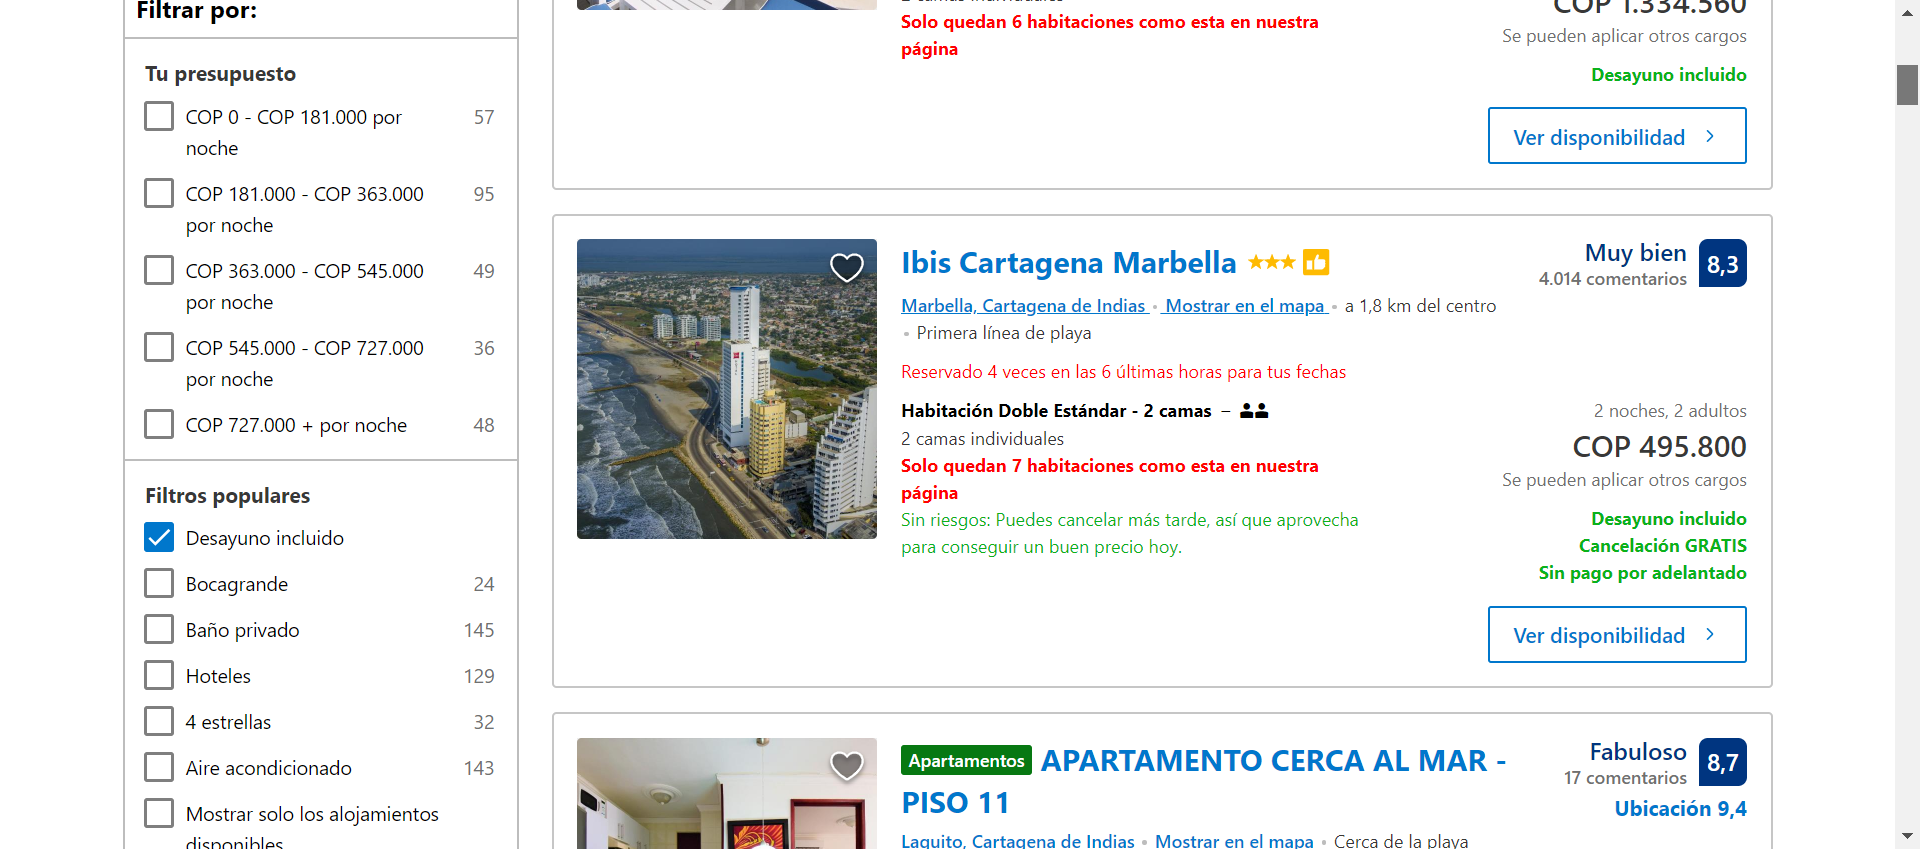 Filtrar por:
Tu presupuesto
COP 0 - COP 181.000 por noche 57
COP 181.000 - COP 363.000 por noche 95
COP 363.000 - COP 545.000 por noche 49
COP 545.000 - COP 727.000 por noche 36
COP 727.000 + por noche 48
Filtros populares
Desayuno incluido
Bocagrande 24
Baño privado 145
Hoteles 129
4 estrellas 32
Aire acondicionado 143
Mostrar solo los alojamientos
disponibles
2 camas individuales
Solo quedan 6 habitaciones como esta en nuestra
página
COP 1.334.560
Se pueden aplicar otros cargos
Desayuno incluido
Ver disponibilidad
Ibis Cartagena Marbella
Muy bien 8,3
4.014 comentarios
Marbella, Cartagena de Indias • Mostrar en el mapa • a 1,8 km del centro
• Primera línea de playa
Reservado 4 veces en las 6 últimas horas para tus fechas
Habitación Doble Estándar - 2 camas –
2 camas individuales
Solo quedan 7 habitaciones como esta en nuestra
página
Sin riesgos: Puedes cancelar más tarde, así que aprovecha
para conseguir un buen precio hoy.
2 noches, 2 adultos
COP 495.800
Se pueden aplicar otros cargos
Desayuno incluido
Cancelación GRATIS
Sin pago por adelantado
Ver disponibilidad
Apartamentos APARTAMENTO CERCA AL MAR -
PISO 11
Fabuloso 8,7
17 comentarios
Ubicación 9,4
Laguito, Cartagena de Indias • Mostrar en el mapa • Cerca de la playa